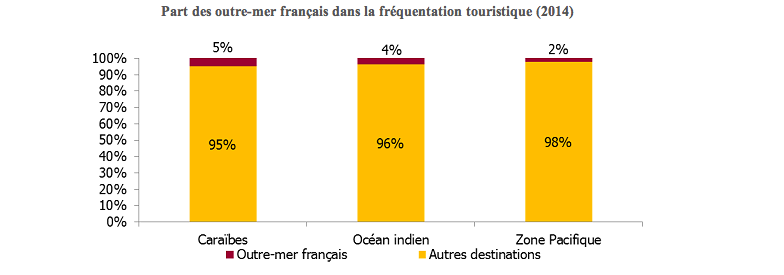 Part des outre-mer français dans la fréquentation touristique (2014)
5% 4% 2%
100%
90%
80%
70%
60%
50%
40%
30%
20%
10%
0%
95% 96% 98%
Caraïbes Océan indien Zone Pacifique
Outre-mer français Autres destinations